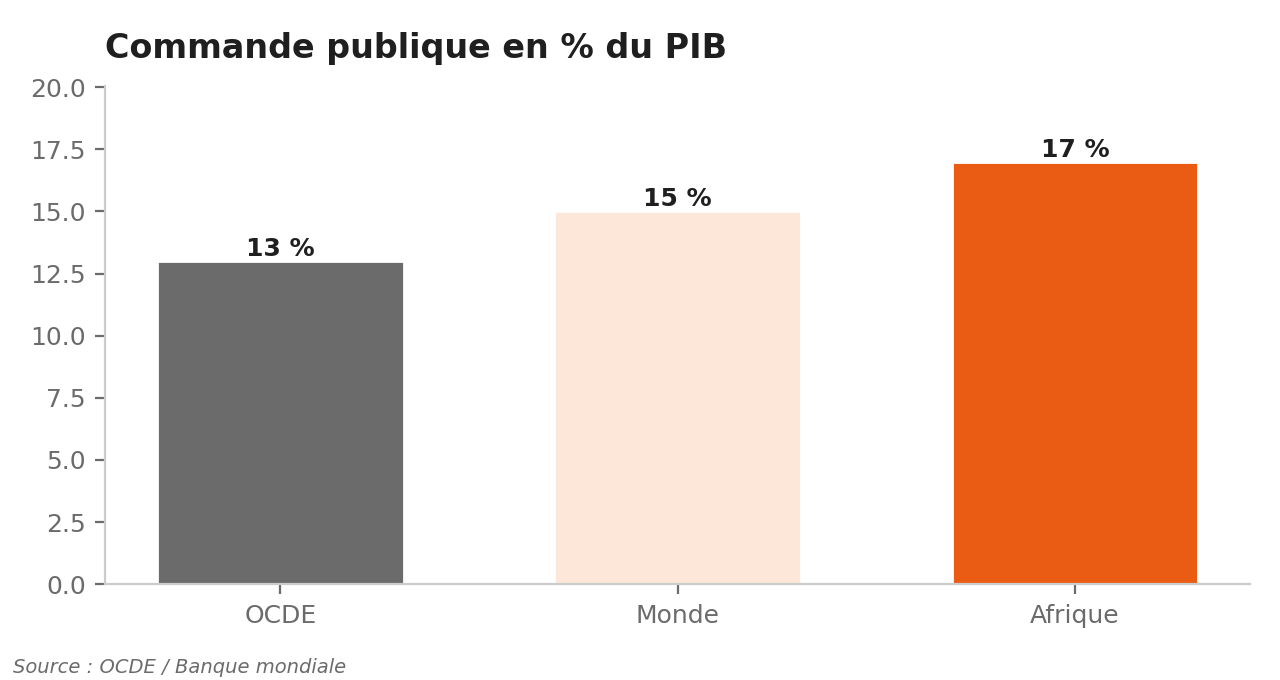 Commande publique en % du PIB
20.0
17.5
15.0
12.5
10.0
7.5
5.0
2.5
0.0
13 %
15 %
17 %
OCDE
Monde
Afrique
Source : OCDE / Banque mondiale